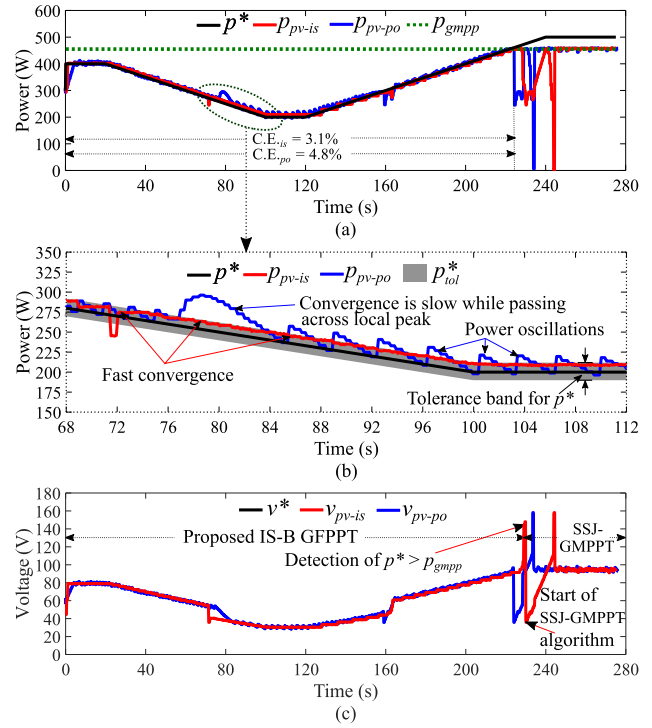 p* p_pv-is p_pv-po p_gmpp
600
500
400
300
200
100
0
Power (W)
C.E._is = 3.1%
C.E._po = 4.8%
0 40 80 120 160 200 240 280
Time (s)
(a)
p* p_pv-is p_pv-po p*_tol
350
325
300
275
250
225
200
175
150
Power (W)
Convergence is slow while passing
across local peak
Power oscillations
Fast convergence
Tolerance band for p*
68 72 76 80 84 88 92 96 100 104 108 112
Time (s)
(b)
v* v_pv-is v_pv-po
180
160
140
120
100
80
60
40
20
0
Voltage (V)
Proposed IS-B GFPPT
SSJ-
GMPPT
Detection of p* > p_gmpp
Start of
SSJ-GMPPT
algorithm
0 40 80 120 160 200 240 280
Time (s)
(c)